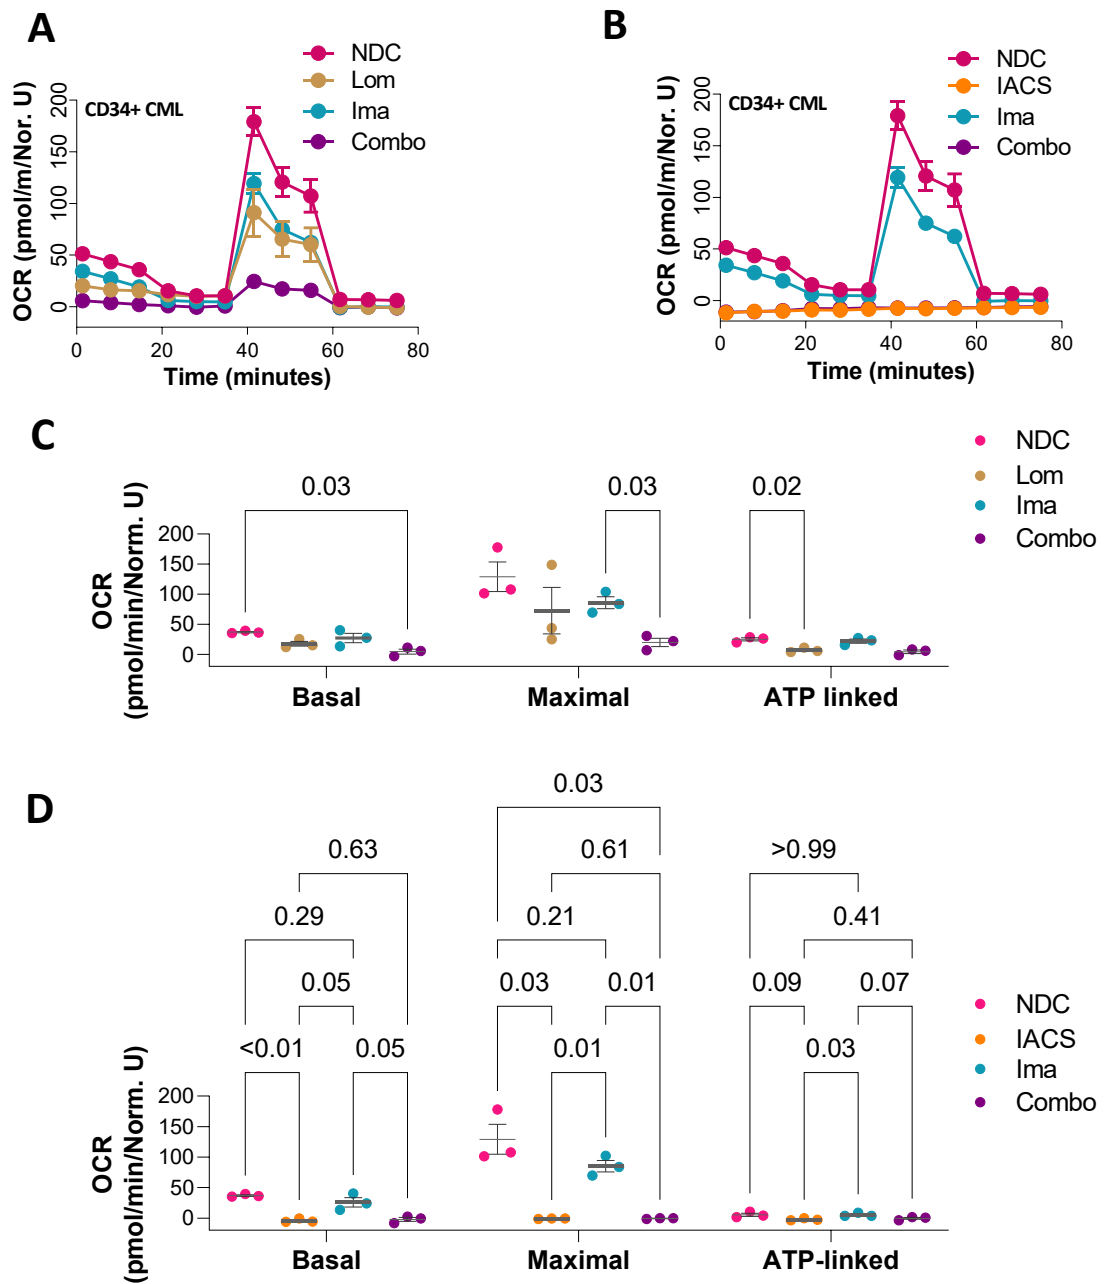 A
NDC
Lom
Ima
Combo
CD34+ CML
OCR (pmol/m/Nor. U)
200
150
100
50
0
0 20 40 60 80
Time (minutes)
B
NDC
IACS
Ima
Combo
CD34+ CML
OCR (pmol/m/Nor. U)
200
150
100
50
0
0 20 40 60 80
Time (minutes)
C
NDC
Lom
Ima
Combo
0.03 0.03 0.02
OCR
(pmol/min/Norm. U)
200
150
100
50
0
Basal Maximal ATP linked
D
0.03
0.63 0.61 >0.99
0.29 0.21 0.41
0.05 0.03 0.01 0.09 0.07
<0.01 0.05 0.01 0.03
NDC
IACS
Ima
Combo
OCR
(pmol/min/Norm. U)
200
150
100
50
0
Basal Maximal ATP-linked